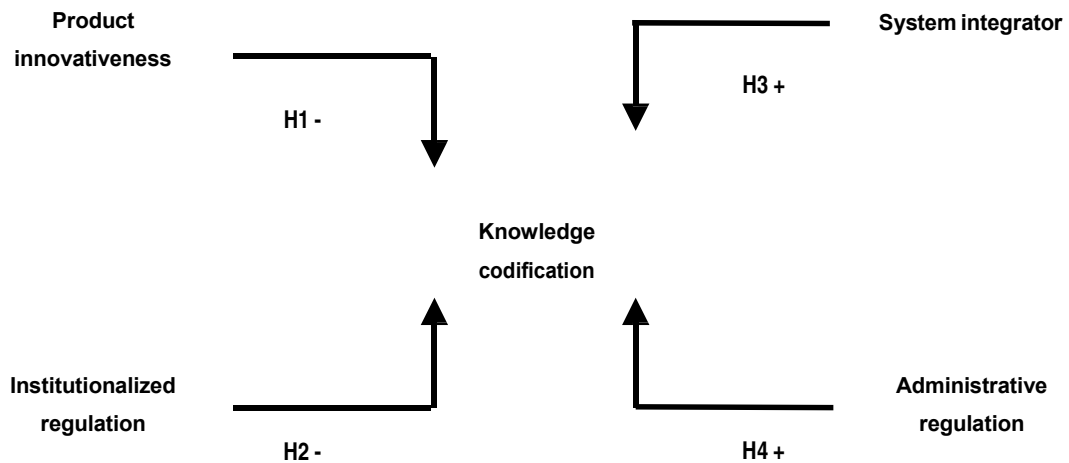 Product
innovativeness
H1 -
System integrator
H3 +
Knowledge
codification
Institutionalized
regulation
H2 -
Administrative
regulation
H4 +